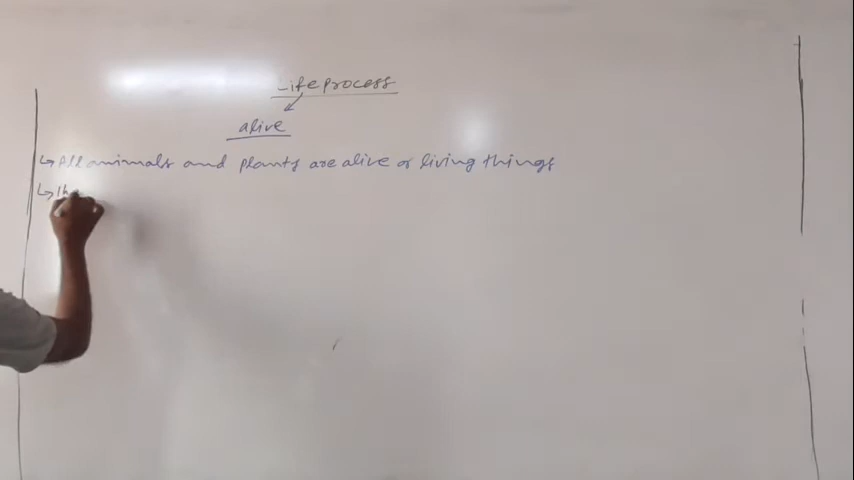 Life process
alive
↳ All animals and plants are alive or living things
↳